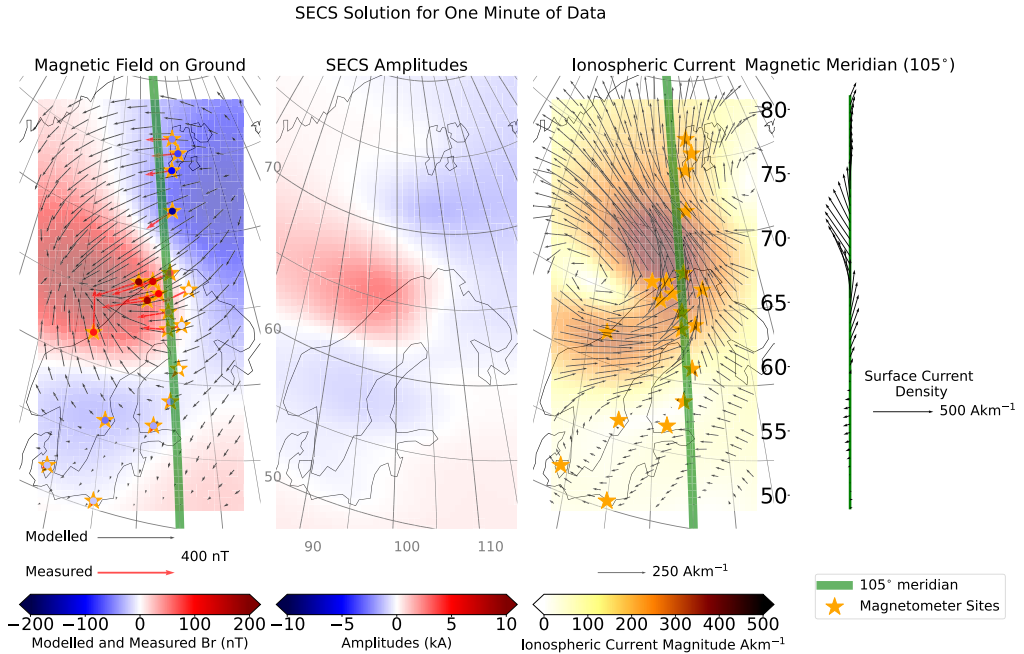 SECS Solution for One Minute of Data
Magnetic Field on Ground
SECS Amplitudes
Ionospheric Current
Magnetic Meridian (105°)
70
60
50
90
100
110
80
75
70
65
60
55
50
Surface Current
Density
500 Akm⁻¹
Modelled
400 nT
Measured
250 Akm⁻¹
−200
−100
0
100
200
Modelled and Measured Br (nT)
−10
−5
0
5
10
Amplitudes (kA)
0
100
200
300
400
500
Ionospheric Current Magnitude Akm⁻¹
105° meridian
Magnetometer Sites